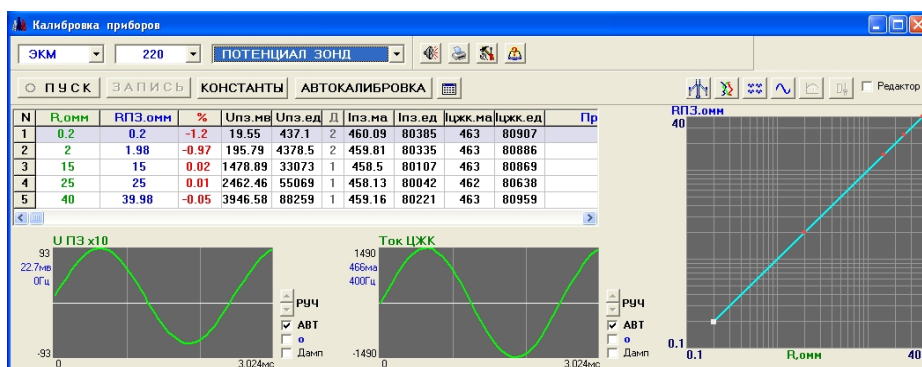 Калибровка приборов
ЭКМ 220 ПОТЕНЦИАЛ ЗОНД
ПУСК ЗАПИСЬ КОНСТАНТЫ АВТОКАЛИБРОВКА Редактор
N R,омм RПЗ.омм % Uпз.мв Uпз.ед Д Iпз.ма Iпз.ед Iцжк.ма Iцжк.ед Пр
1 0.2 0.2 -1.2 19.55 437.1 2 460.09 80385 463 80907
2 2 1.98 -0.97 195.79 4378.5 2 459.81 80335 463 80886
3 15 15 0.02 1478.89 33073 1 458.5 80107 463 80869
4 25 25 0.01 2462.46 55069 1 458.13 80042 462 80638
5 40 39.98 -0.05 3946.58 88259 1 459.16 80221 463 80959
U ПЗ x10
93
22.7мв
0Гц
-93
0 3.024мс
РУЧ
АВТ
о
Дамп
Ток ЦЖК
1490
466ма
400Гц
-1490
0 3.024мс
РУЧ
АВТ
о
Дамп
RПЗ.омм
40
0.1
0.1 R,омм 40